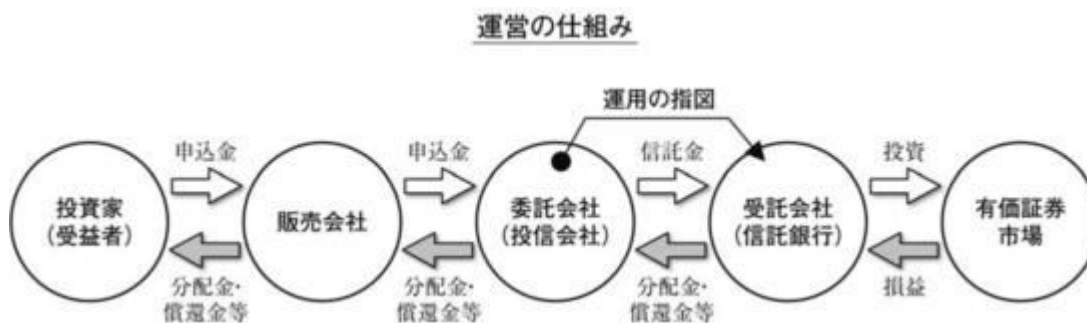 運営の仕組み
運用の指図
申込金
申込金
信託金
投資
投資家
(受益者)
販売会社
委託会社
(投信会社)
受託会社
(信託銀行)
有価証券
市場
分配金・
償還金等
分配金・
償還金等
分配金・
償還金等
損益